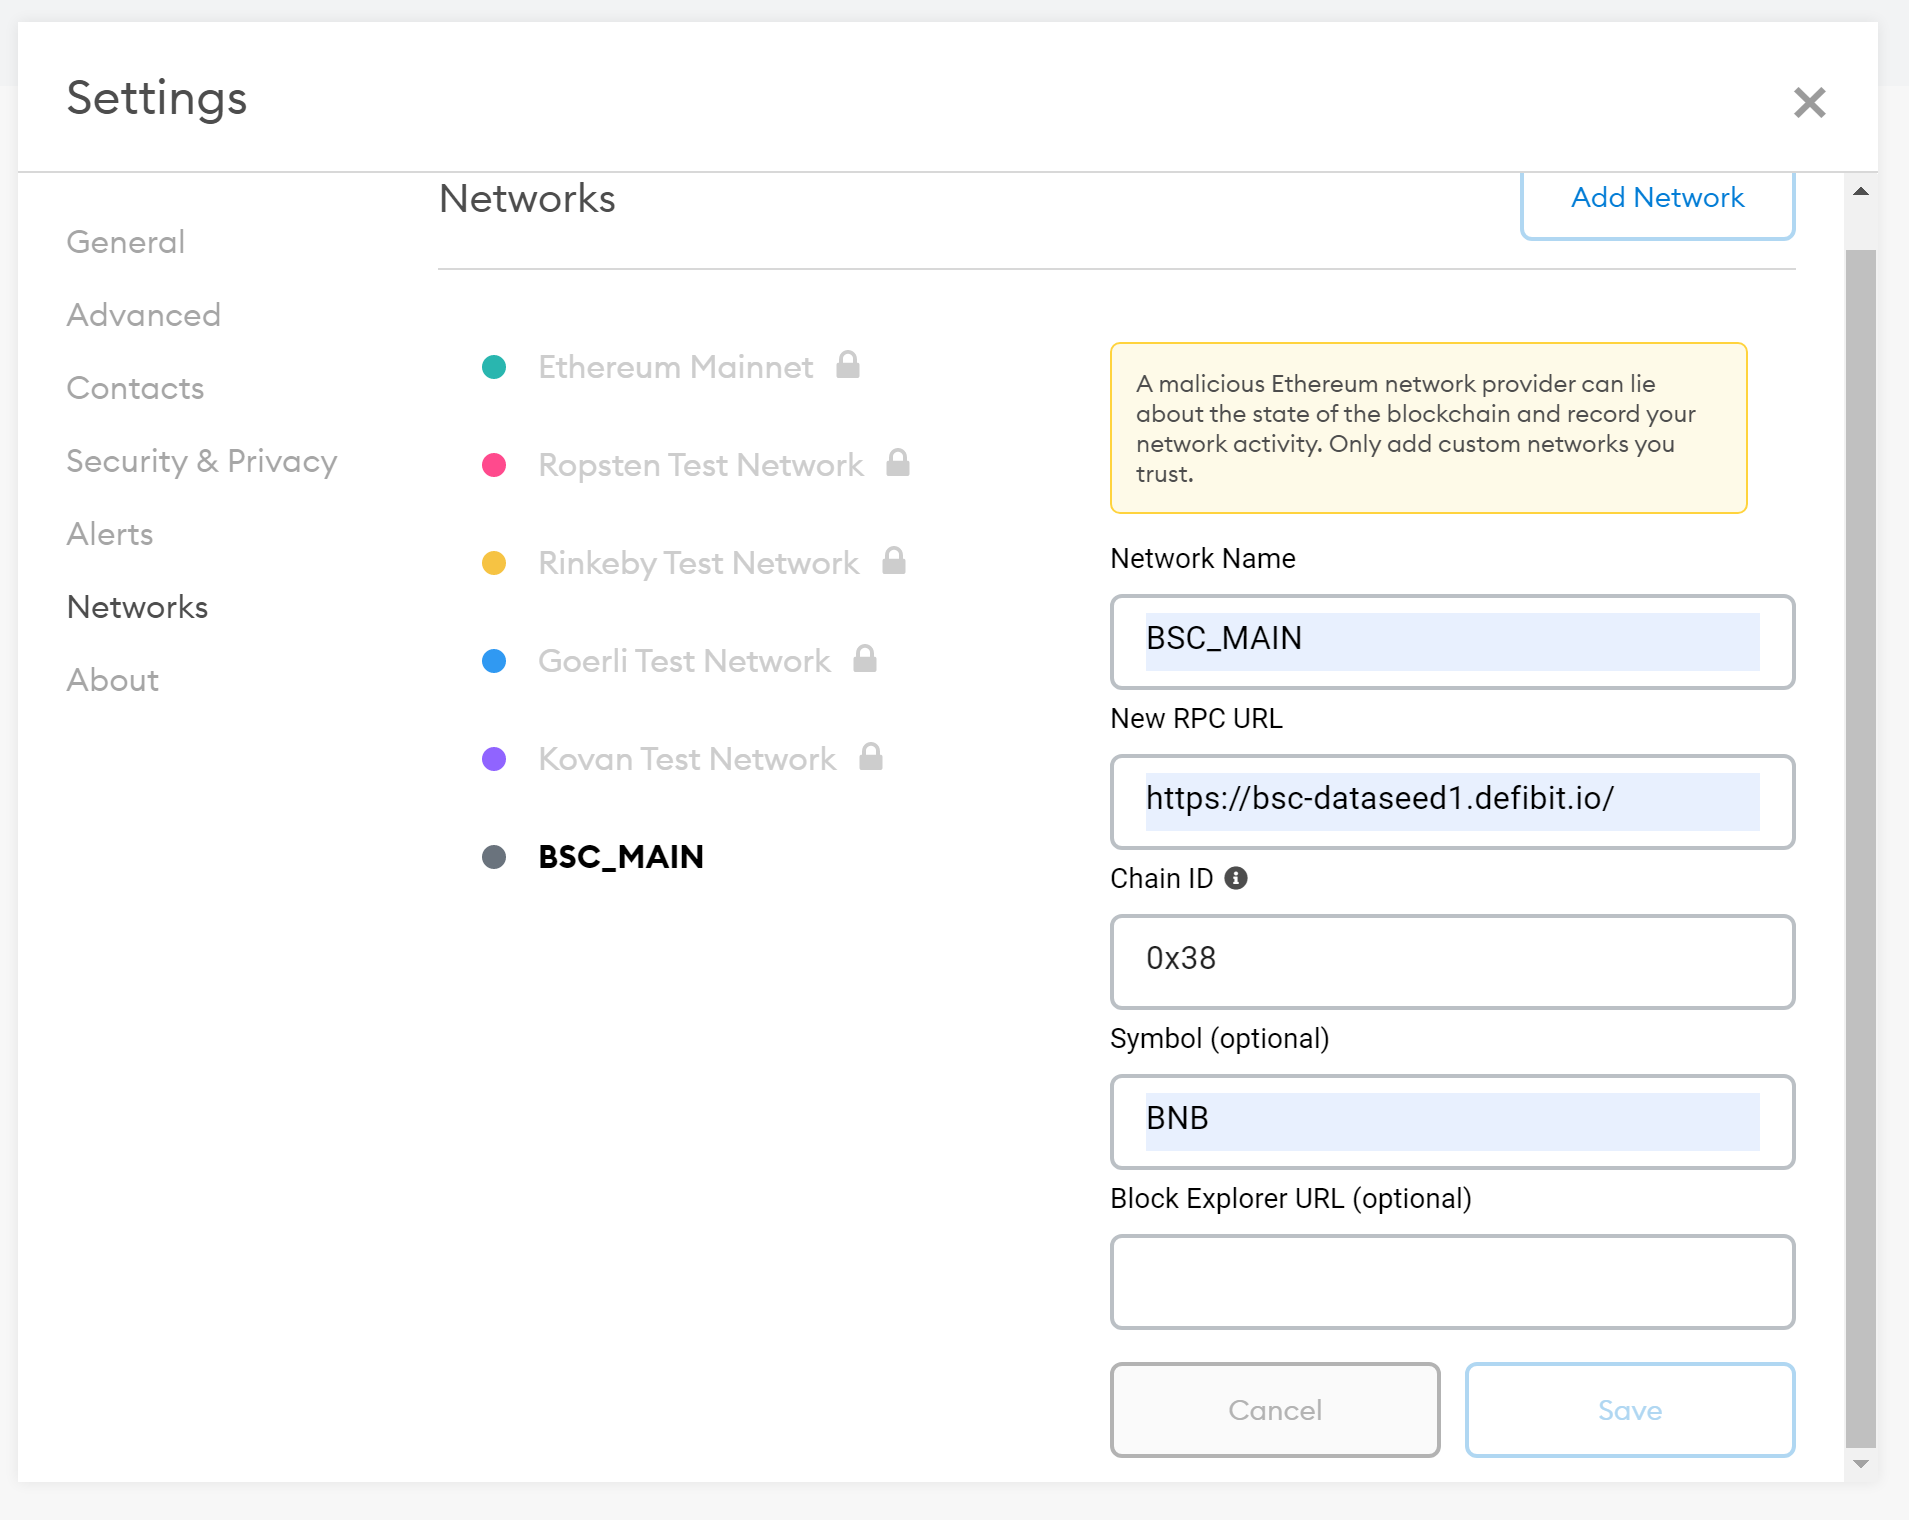 Settings
General
Advanced
Contacts
Security & Privacy
Alerts
Networks
About
Networks
Add Network
Ethereum Mainnet
Ropsten Test Network
Rinkeby Test Network
Goerli Test Network
Kovan Test Network
BSC_MAIN
A malicious Ethereum network provider can lie
about the state of the blockchain and record your
network activity. Only add custom networks you
trust.
Network Name
BSC_MAIN
New RPC URL
https://bsc-dataseed1.defibit.io/
Chain ID
0x38
Symbol (optional)
BNB
Block Explorer URL (optional)
Cancel
Save